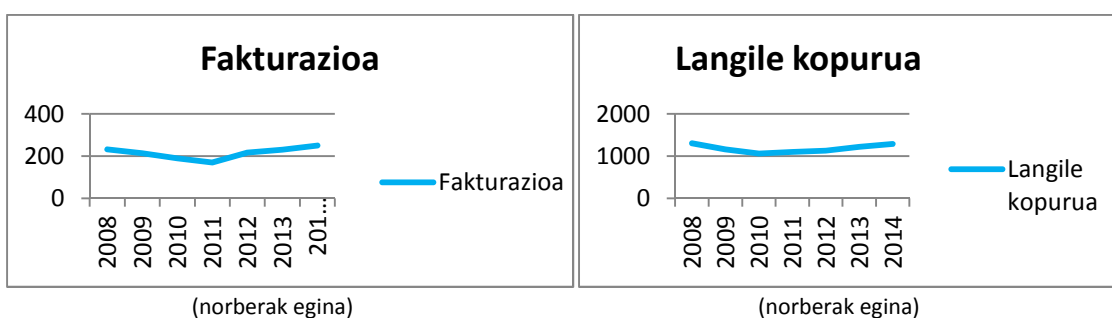 Fakturazioa
400
200
0
2008
2009
2010
2011
2012
2013
201...
Fakturazioa
(norberak egina)
Langile kopurua
2000
1000
0
2008
2009
2010
2011
2012
2013
2014
Langile
kopurua
(norberak egina)